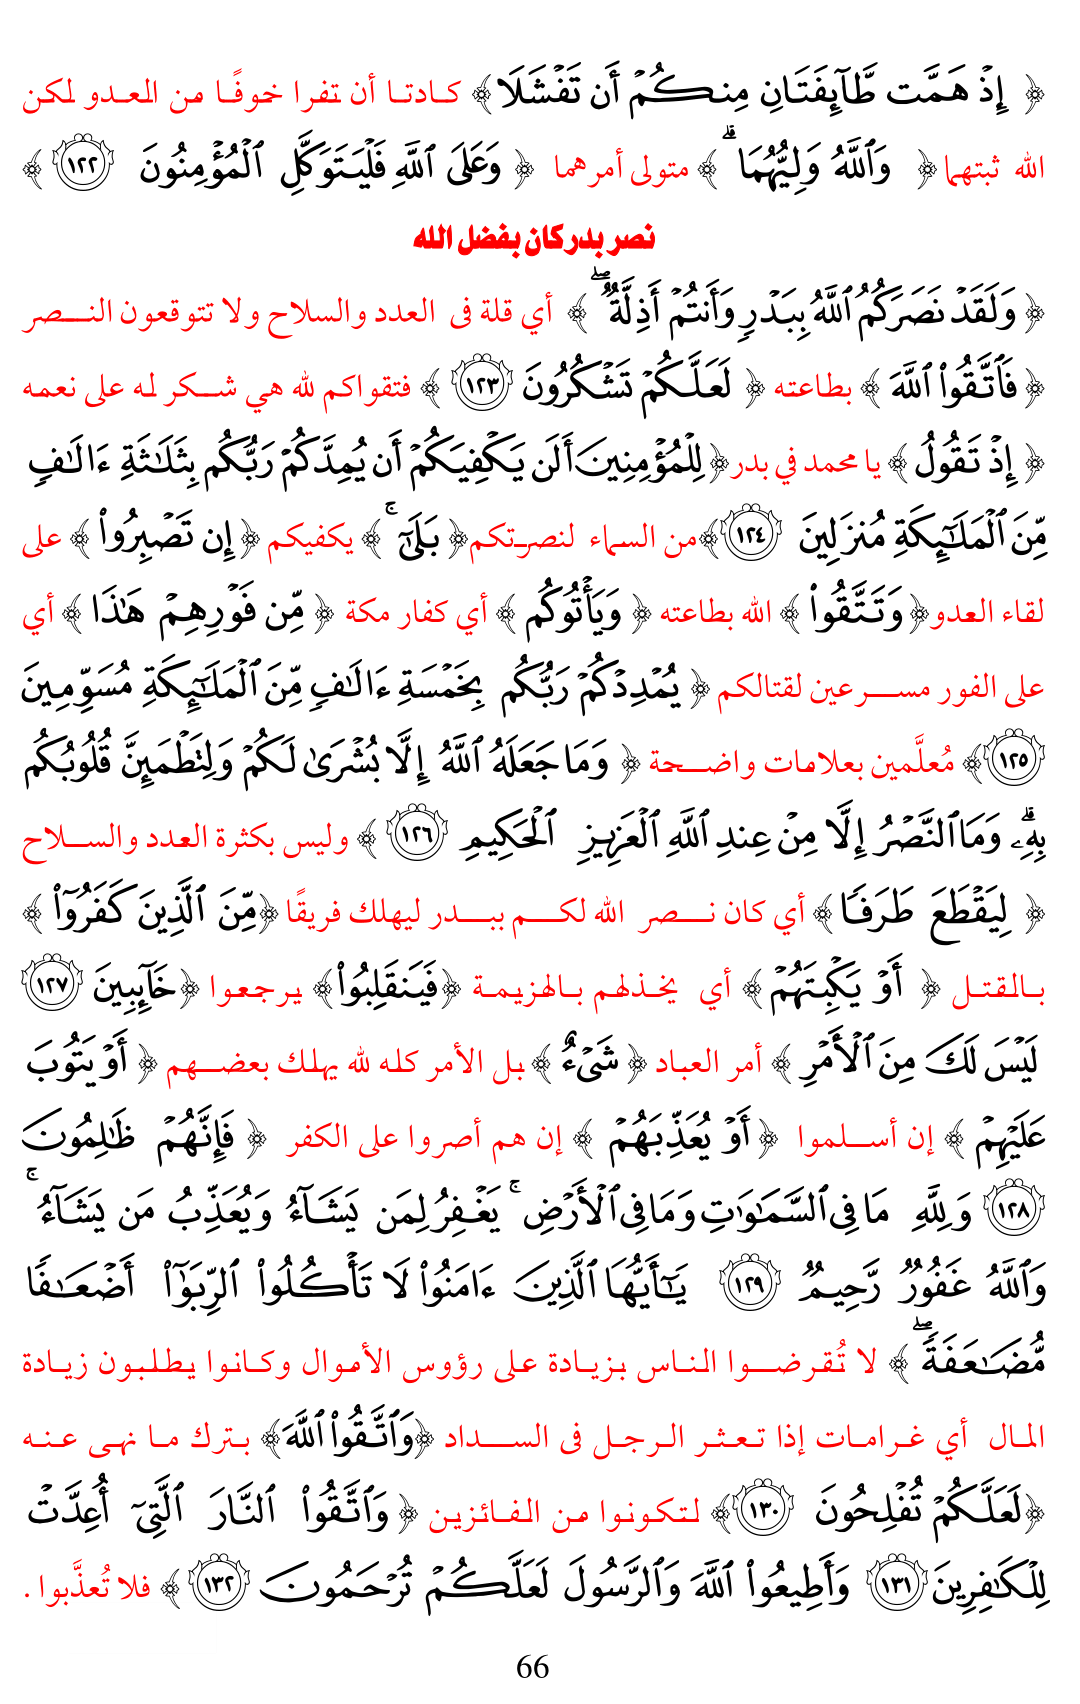 ﴿ إِذْ هَمَّت طَّآئِفَتَانِ مِنكُمْ أَن تَفْشَلَا﴾ كادتا أن تفرا خوفًا من العدو لكن
الله ثبتهما ﴿ وَٱللَّهُ وَلِيُّهُمَا ۗ ﴾ متولى أمرهما ﴿ وَعَلَى ٱللَّهِ فَلْيَتَوَكَّلِ ٱلْمُؤْمِنُونَ ١٢٢ ﴾
نصر بدر كان بفضل الله
﴿ وَلَقَدْ نَصَرَكُمُ ٱللَّهُ بِبَدْرٍ وَأَنتُمْ أَذِلَّةٌ ۖ ﴾ أي قلة فى العدد والسلاح ولا تتوقعون النصر
﴿ فَٱتَّقُوا۟ ٱللَّهَ ﴾ بطاعته ﴿ لَعَلَّكُمْ تَشْكُرُونَ ١٢٣ ﴾ فتقواكم لله هي شكر له على نعمه
﴿ إِذْ تَقُولُ ﴾ يا محمد في بدر ﴿ لِلْمُؤْمِنِينَ أَلَن يَكْفِيَكُمْ أَن يُمِدَّكُمْ رَبُّكُم بِثَلَٰثَةِ ءَالَٰفٍ
مِّنَ ٱلْمَلَٰٓئِكَةِ مُنزَلِينَ ١٢٤ ﴾ من السماء لنصرتكم ﴿ بَلَىٰٓ ۚ ﴾ يكفيكم ﴿ إِن تَصْبِرُوا۟ ﴾ على
لقاء العدو ﴿ وَتَتَّقُوا۟ ﴾ الله بطاعته ﴿ وَيَأْتُوكُم ﴾ أي كفار مكة ﴿ مِّن فَوْرِهِمْ هَٰذَا ﴾ أي
على الفور مسرعين لقتالكم ﴿ يُمْدِدْكُمْ رَبُّكُم بِخَمْسَةِ ءَالَٰفٍ مِّنَ ٱلْمَلَٰٓئِكَةِ مُسَوِّمِينَ
١٢٥ ﴾ مُعلَّمين بعلامات واضحة ﴿ وَمَا جَعَلَهُ ٱللَّهُ إِلَّا بُشْرَىٰ لَكُمْ وَلِتَطْمَئِنَّ قُلُوبُكُم
بِهِۦ ۗ وَمَا ٱلنَّصْرُ إِلَّا مِنْ عِندِ ٱللَّهِ ٱلْعَزِيزِ ٱلْحَكِيمِ ١٢٦ ﴾ وليس بكثرة العدد والسلاح
﴿ لِيَقْطَعَ طَرَفًا ﴾ أي كان نصر الله لكم ببدر ليهلك فريقًا ﴿ مِّنَ ٱلَّذِينَ كَفَرُوٓا۟ ﴾
بالقتل ﴿ أَوْ يَكْبِتَهُمْ ﴾ أي يخذلهم بالهزيمة ﴿ فَيَنقَلِبُوا۟ ﴾ يرجعوا ﴿ خَآئِبِينَ ١٢٧
لَيْسَ لَكَ مِنَ ٱلْأَمْرِ ﴾ أمر العباد ﴿ شَىْءٌ ﴾ بل الأمر كله لله يهلك بعضهم ﴿ أَوْ يَتُوبَ
عَلَيْهِمْ ﴾ إن أسلموا ﴿ أَوْ يُعَذِّبَهُمْ ﴾ إن هم أصروا على الكفر ﴿ فَإِنَّهُمْ ظَٰلِمُونَ
١٢٨ وَلِلَّهِ مَا فِى ٱلسَّمَٰوَٰتِ وَمَا فِى ٱلْأَرْضِ ۚ يَغْفِرُ لِمَن يَشَآءُ وَيُعَذِّبُ مَن يَشَآءُ ۚ
وَٱللَّهُ غَفُورٌ رَّحِيمٌ ١٢٩ يَٰٓأَيُّهَا ٱلَّذِينَ ءَامَنُوا۟ لَا تَأْكُلُوا۟ ٱلرِّبَوٰٓا۟ أَضْعَٰفًا
مُّضَٰعَفَةً ۖ ﴾ لا تُقرضوا الناس بزيادة على رؤوس الأموال وكانوا يطلبون زيادة
المال أي غرامات إذا تعثر الرجل فى السداد ﴿ وَٱتَّقُوا۟ ٱللَّهَ ﴾ بترك ما نهى عنه
﴿ لَعَلَّكُمْ تُفْلِحُونَ ١٣٠ ﴾ لتكونوا من الفائزين ﴿ وَٱتَّقُوا۟ ٱلنَّارَ ٱلَّتِىٓ أُعِدَّتْ
لِلْكَٰفِرِينَ ١٣١ وَأَطِيعُوا۟ ٱللَّهَ وَٱلرَّسُولَ لَعَلَّكُمْ تُرْحَمُونَ ١٣٢ ﴾ فلا تُعذَّبوا .
66